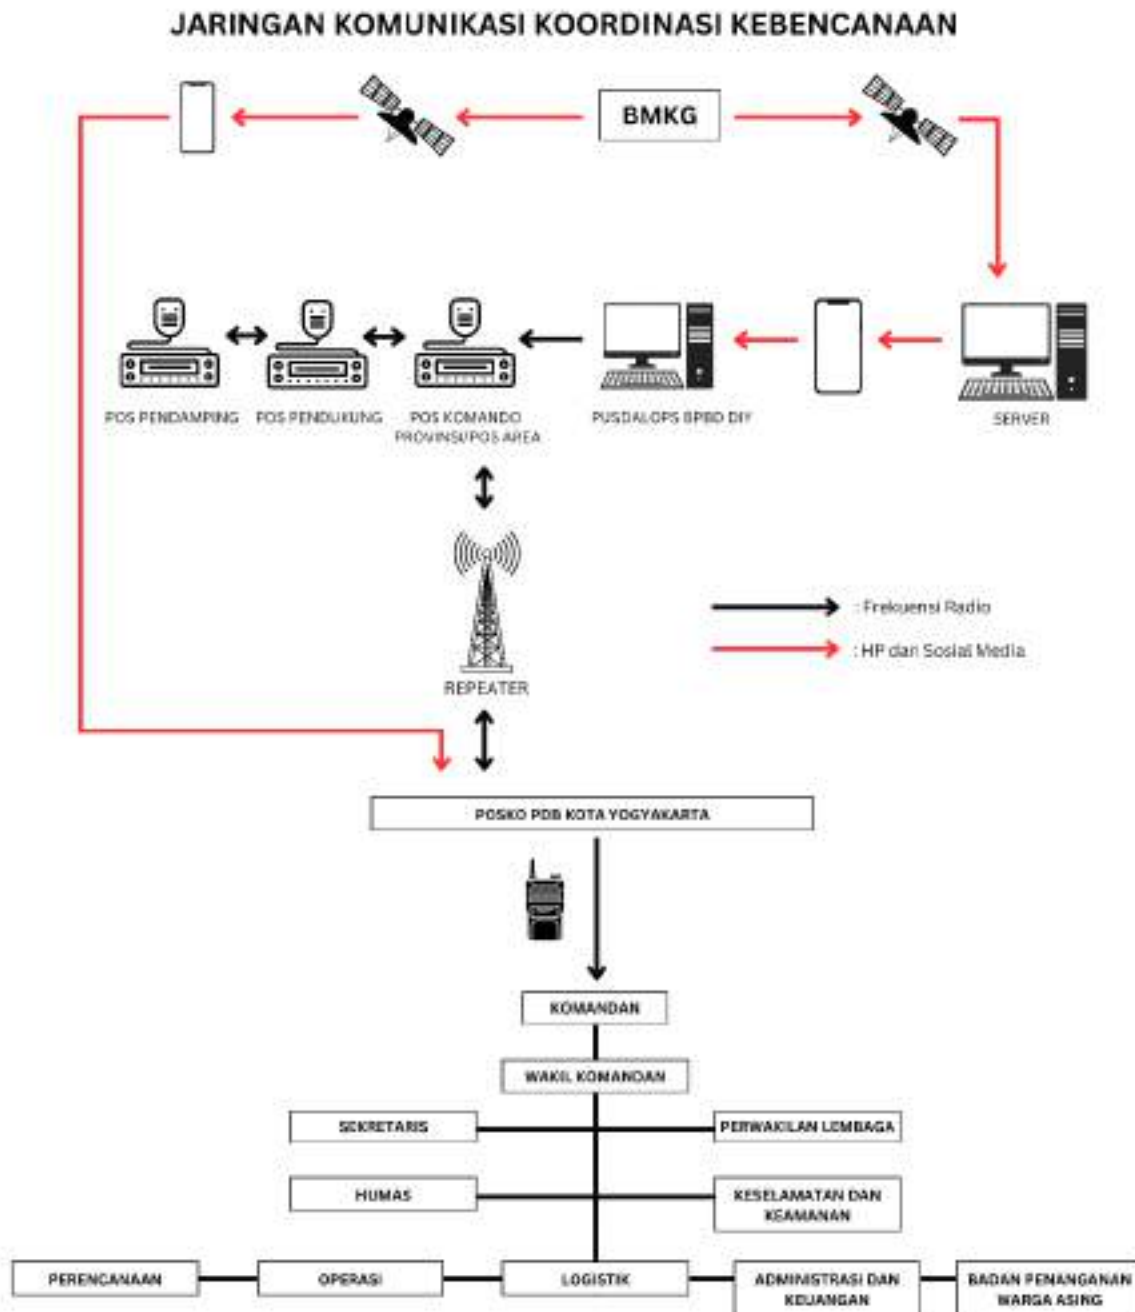 JARINGAN KOMUNIKASI KOORDINASI KEBENCANAAN
BMKG
POS PENDAMPING
POS PENDUKUNG
POS KOMANDO
PROVINSI/POS AREA
PUSDALOPS BPBD DIY
SERVER
REPEATER
: Frekuensi Radio
: HP dan Sosial Media
POSKO PDB KOTA YOGYAKARTA
KOMANDAN
WAKIL KOMANDAN
SEKRETARIS
PERWAKILAN LEMBAGA
HUMAS
KESELAMATAN DAN
KEAMANAN
PERENCANAAN
OPERASI
LOGISTIK
ADMINISTRASI DAN
KEUANGAN
BADAN PENANGANAN
WARGA ASING